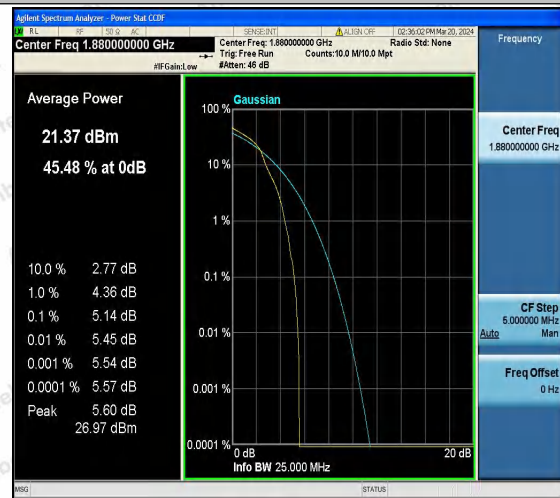 Agilent Spectrum Analyzer - Power Stat CCDF
RL RF 50 Ω AC SENSE:INT ALIGN OFF 02:36:02 PM Mar 20, 2024
Center Freq 1.880000000 GHz
Center Freq: 1.880000000 GHz Radio Std: None
Trig: Free Run Counts:10.0 M/10.0 Mpt
#IFGain:Low #Atten: 46 dB
Frequency
Average Power
21.37 dBm
45.48 % at 0dB
10.0 % 2.77 dB
1.0 % 4.36 dB
0.1 % 5.14 dB
0.01 % 5.45 dB
0.001 % 5.54 dB
0.0001 % 5.57 dB
Peak 5.60 dB
26.97 dBm
Gaussian
100 %
10 %
1 %
0.1 %
0.01 %
0.001 %
0.0001 %
0 dB 20 dB
Info BW 25.000 MHz
Center Freq
1.880000000 GHz
CF Step
5.000000 MHz
Auto Man
Freq Offset
0 Hz
MSG STATUS